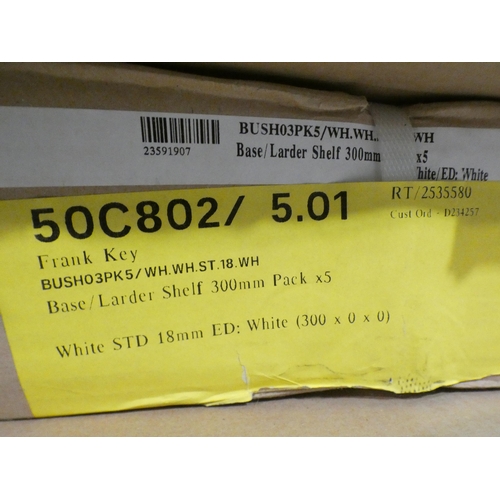 BUSH03PK5/WH.WH. WH
23591907
Base/Larder Shelf 300mm x5
White/ED: White
50C802/ 5.01
RT/2535580
Cust Ord - D234257
Frank Key
BUSH03PK5/WH.WH.ST.18.WH
Base/Larder Shelf 300mm Pack x5
White STD 18mm ED: White (300 x 0 x 0)